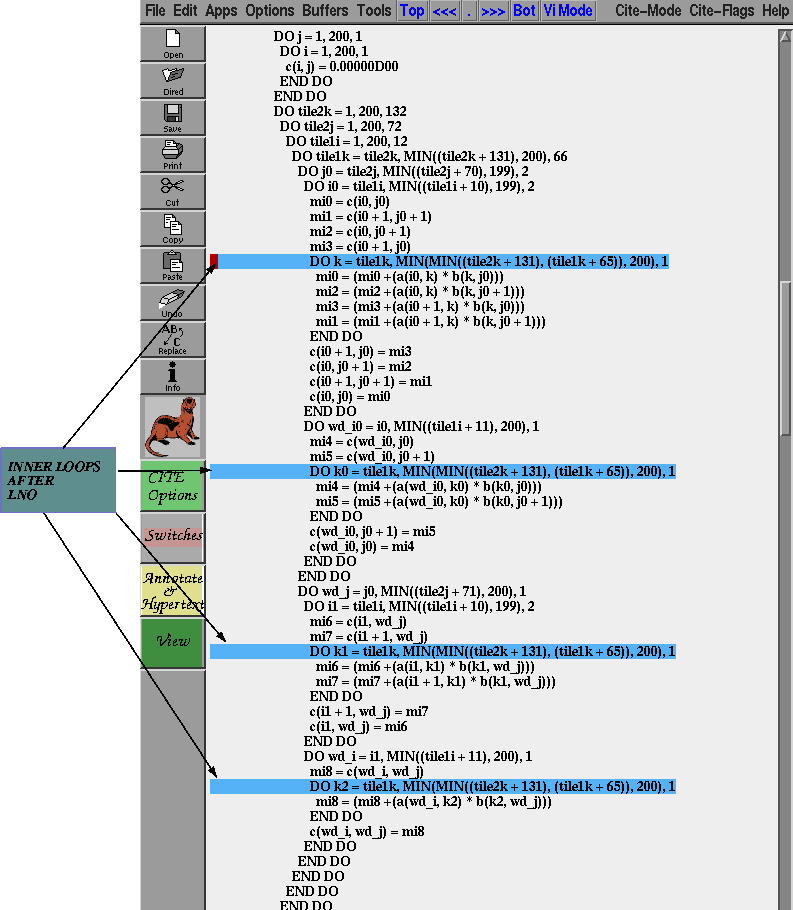 File Edit Apps Options Buffers Tools Top <<< . >>> Bot Vi Mode Cite-Mode Cite-Flags Help
Open
Dired
Save
Print
Cut
Copy
Paste
Undo
AB
C
Replace
Info
CITE
Options
Switches
Annotate
&
Hypertext
View
INNER LOOPS
AFTER
LNO
DO j = 1, 200, 1
DO i = 1, 200, 1
c(i, j) = 0.00000D00
END DO
END DO
DO tile2k = 1, 200, 132
DO tile2j = 1, 200, 72
DO tile1i = 1, 200, 12
DO tile1k = tile2k, MIN((tile2k + 131), 200), 66
DO j0 = tile2j, MIN((tile2j + 70), 199), 2
DO i0 = tile1i, MIN((tile1i + 10), 199), 2
mi0 = c(i0, j0)
mi1 = c(i0 + 1, j0 + 1)
mi2 = c(i0, j0 + 1)
mi3 = c(i0 + 1, j0)
DO k = tile1k, MIN(MIN((tile2k + 131), (tile1k + 65)), 200), 1
mi0 = (mi0 +(a(i0, k) * b(k, j0)))
mi2 = (mi2 +(a(i0, k) * b(k, j0 + 1)))
mi3 = (mi3 +(a(i0 + 1, k) * b(k, j0)))
mi1 = (mi1 +(a(i0 + 1, k) * b(k, j0 + 1)))
END DO
c(i0 + 1, j0) = mi3
c(i0, j0 + 1) = mi2
c(i0 + 1, j0 + 1) = mi1
c(i0, j0) = mi0
END DO
DO wd_i0 = i0, MIN((tile1i + 11), 200), 1
mi4 = c(wd_i0, j0)
mi5 = c(wd_i0, j0 + 1)
DO k0 = tile1k, MIN(MIN((tile2k + 131), (tile1k + 65)), 200), 1
mi4 = (mi4 +(a(wd_i0, k0) * b(k0, j0)))
mi5 = (mi5 +(a(wd_i0, k0) * b(k0, j0 + 1)))
END DO
c(wd_i0, j0 + 1) = mi5
c(wd_i0, j0) = mi4
END DO
END DO
DO wd_j = j0, MIN((tile2j + 71), 200), 1
DO i1 = tile1i, MIN((tile1i + 10), 199), 2
mi6 = c(i1, wd_j)
mi7 = c(i1 + 1, wd_j)
DO k1 = tile1k, MIN(MIN((tile2k + 131), (tile1k + 65)), 200), 1
mi6 = (mi6 +(a(i1, k1) * b(k1, wd_j)))
mi7 = (mi7 +(a(i1 + 1, k1) * b(k1, wd_j)))
END DO
c(i1 + 1, wd_j) = mi7
c(i1, wd_j) = mi6
END DO
DO wd_i = i1, MIN((tile1i + 11), 200), 1
mi8 = c(wd_i, wd_j)
DO k2 = tile1k, MIN(MIN((tile2k + 131), (tile1k + 65)), 200), 1
mi8 = (mi8 +(a(wd_i, k2) * b(k2, wd_j)))
END DO
c(wd_i, wd_j) = mi8
END DO
END DO
END DO
END DO
END DO